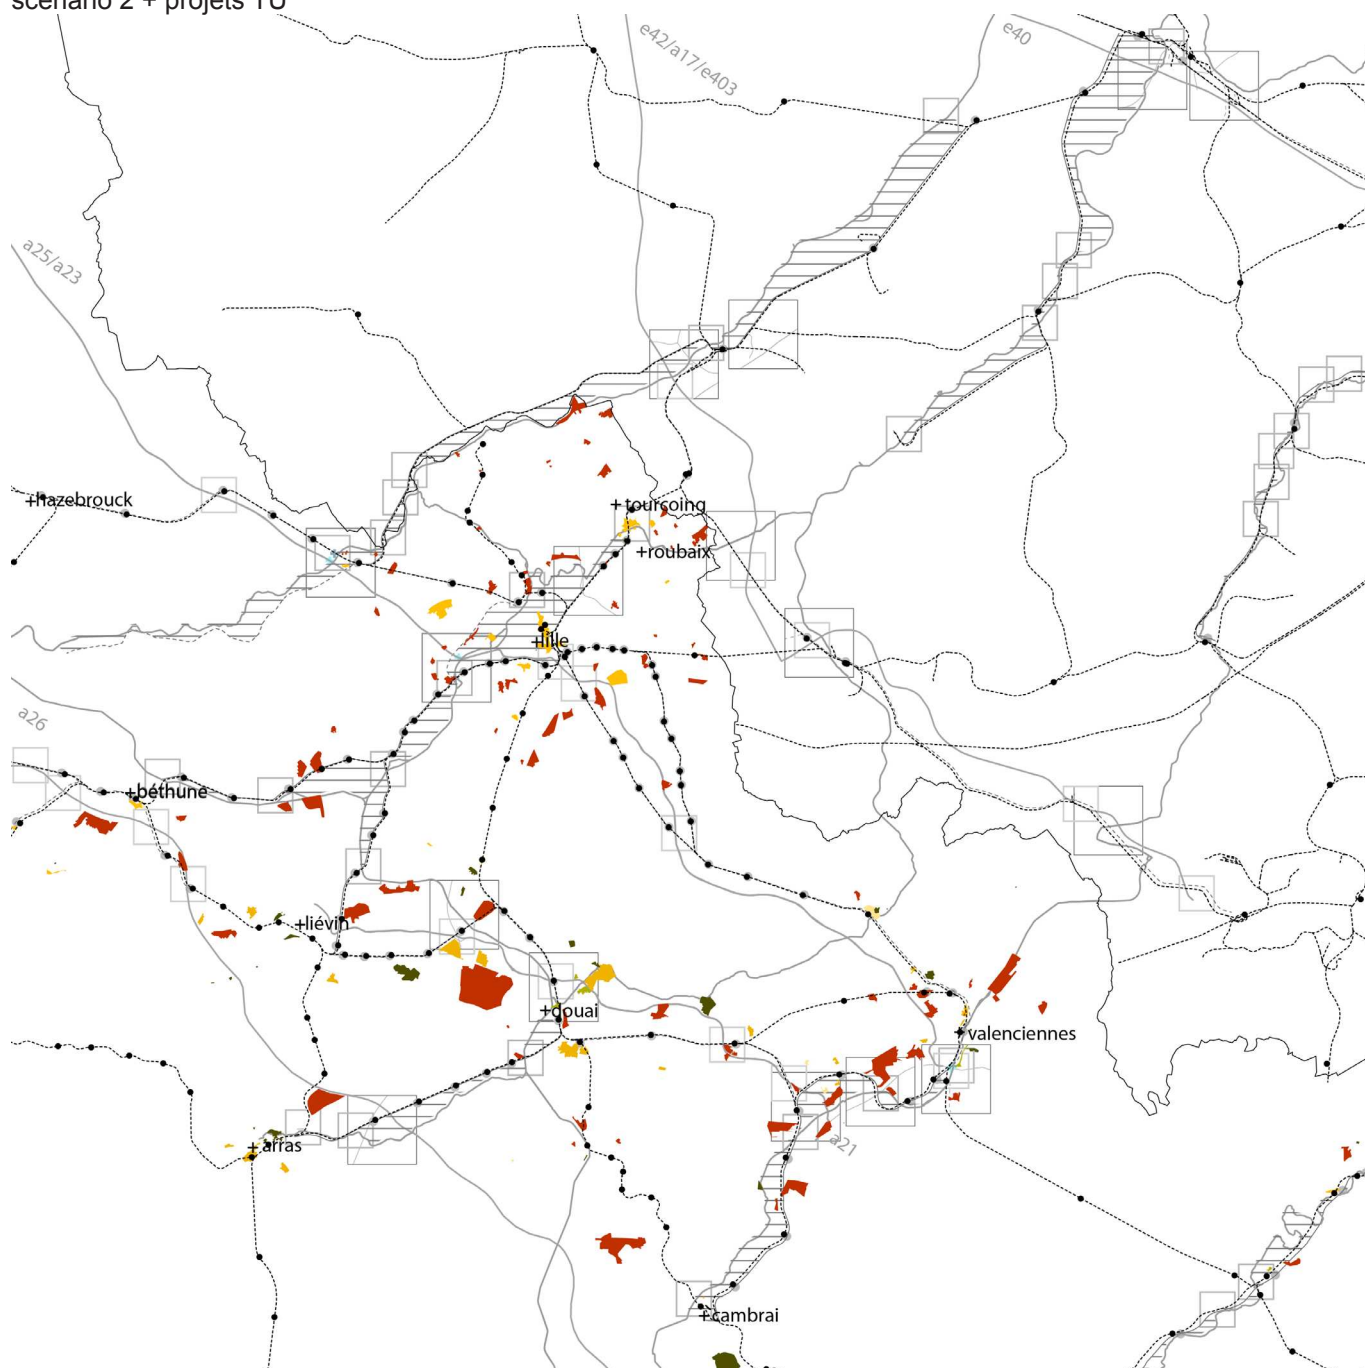 scénario 2 + projets TU
e42/a17/e403
e40
a25/a23
+hazebrouck
+ tourcoing
+roubaix
+lille
a26
+béthune
+liévin
+douai
+ valenciennes
+ arras
a21
+cambrai